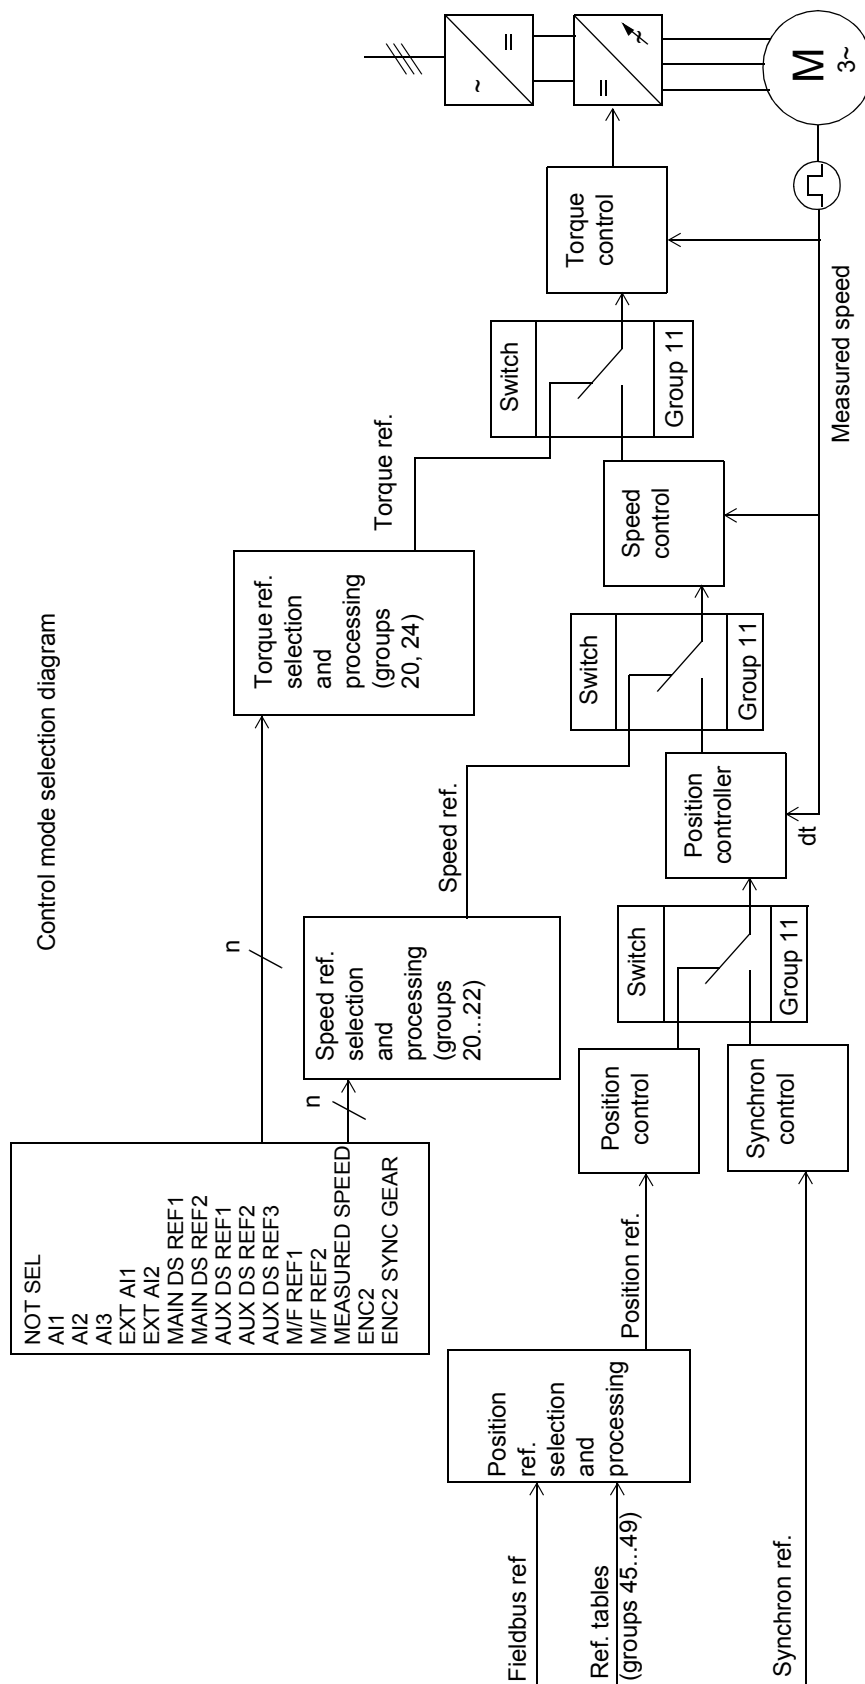 Control mode selection diagram
NOT SEL
AI1
AI2
AI3
EXT AI1
EXT AI2
MAIN DS REF1
MAIN DS REF2
AUX DS REF1
AUX DS REF2
AUX DS REF3
M/F REF1
M/F REF2
MEASURED SPEED
ENC2
ENC2 SYNC GEAR
n
n
Torque ref.
selection
and
processing
(groups
20, 24)
Torque ref.
Speed ref.
selection
and
processing
(groups
20...22)
Speed ref.
Fieldbus ref
Ref. tables
(groups 45...49)
Position
ref.
selection
and
processing
Position ref.
Position
control
Synchron ref.
Synchron
control
Switch
Group 11
Position
controller
dt
Switch
Group 11
Speed
control
Switch
Group 11
Torque
control
Measured speed
~
=
=
~
M
3~